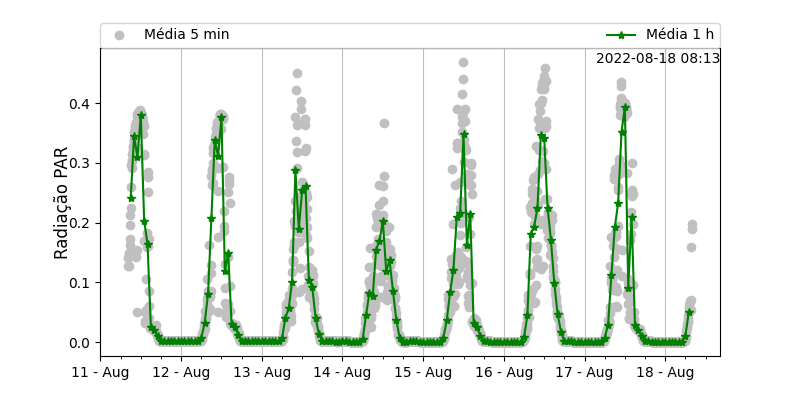 Média 5 min Média 1 h
2022-08-18 08:13
Radiação PAR
0.4
0.3
0.2
0.1
0.0
11 - Aug 12 - Aug 13 - Aug 14 - Aug 15 - Aug 16 - Aug 17 - Aug 18 - Aug